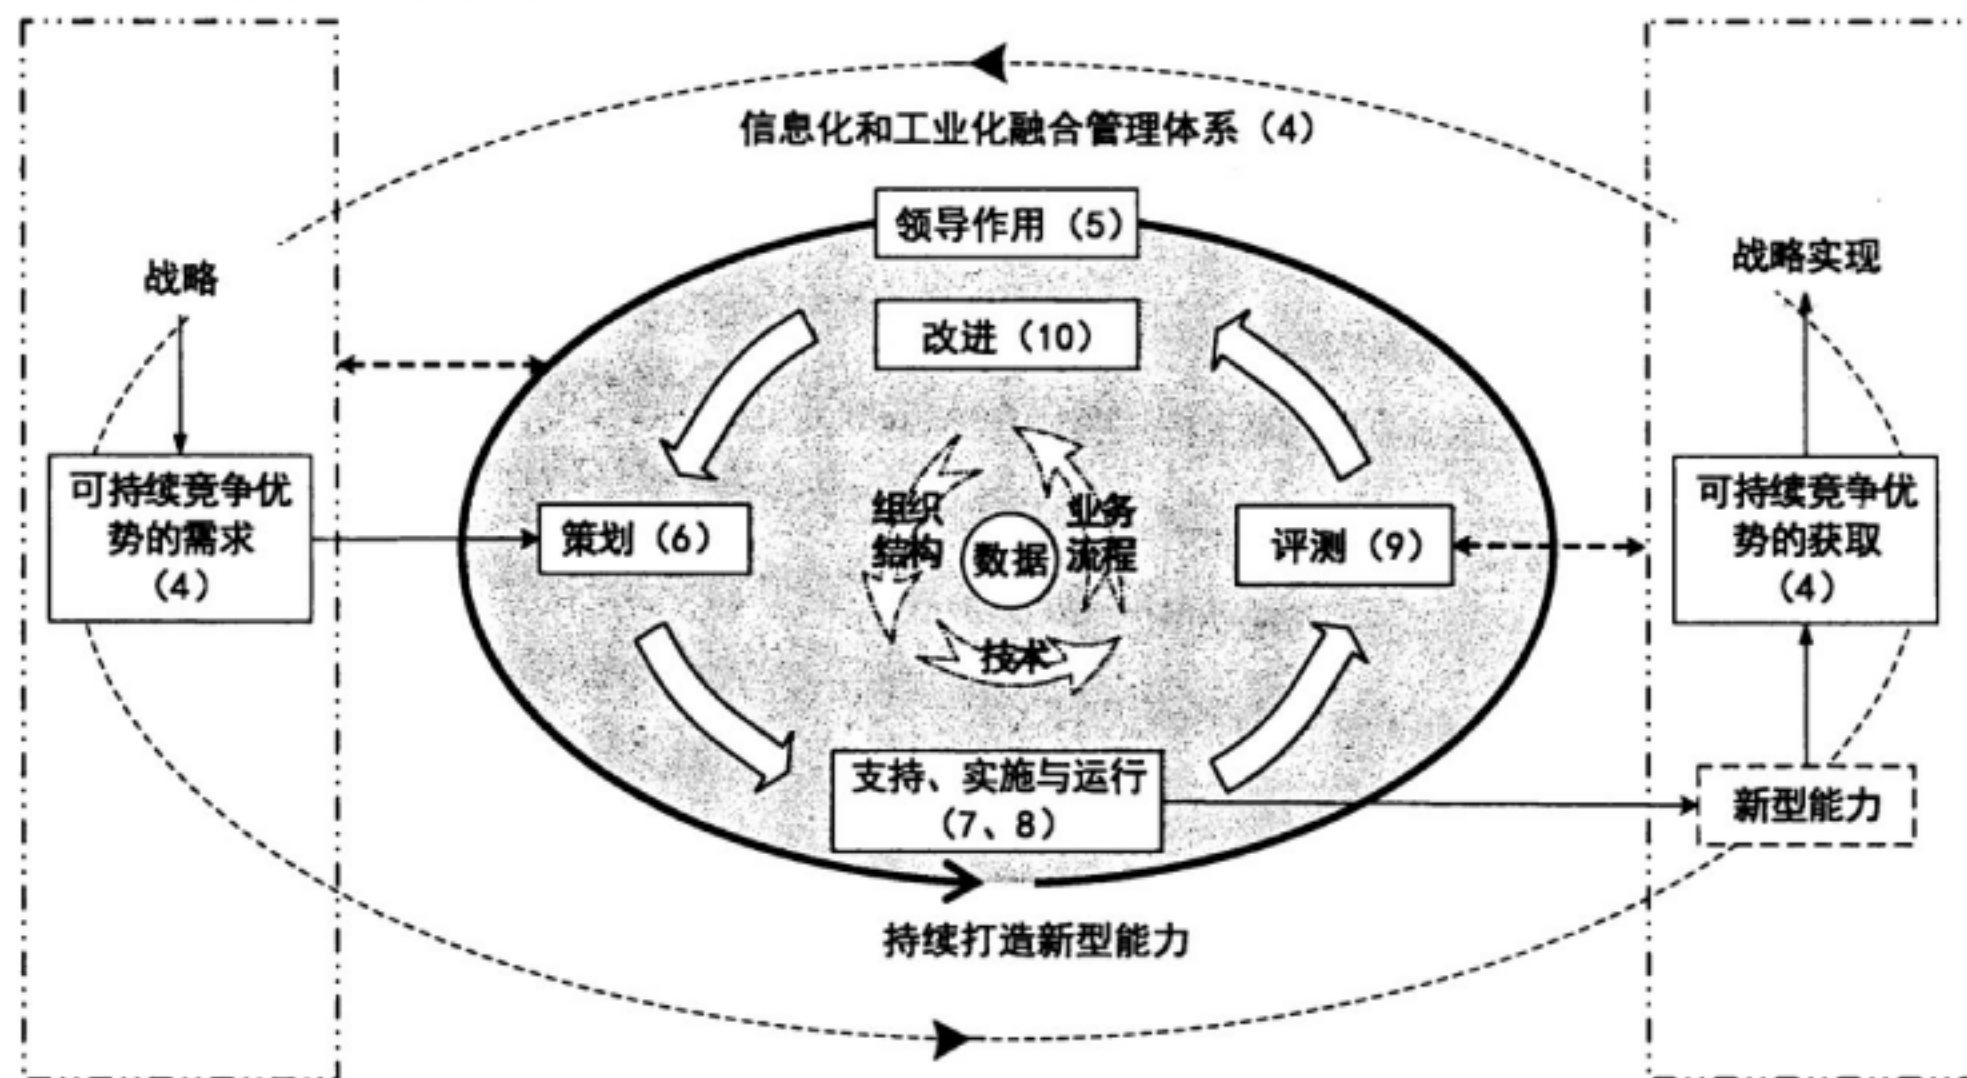 信息化和工业化融合管理体系（4）
领导作用（5）
战略
战略实现
改进（10）
可持续竞争优
势的需求
（4）
策划（6）
组织
结构
数据
业务
流程
评测（9）
可持续竞争优
势的获取
（4）
技术
支持、实施与运行
（7、8）
新型能力
持续打造新型能力